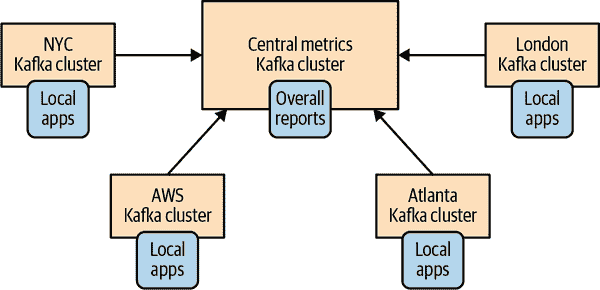 NYC
Kafka cluster
Local
apps
Central metrics
Kafka cluster
Overall
reports
London
Kafka cluster
Local
apps
AWS
Kafka cluster
Local
apps
Atlanta
Kafka cluster
Local
apps